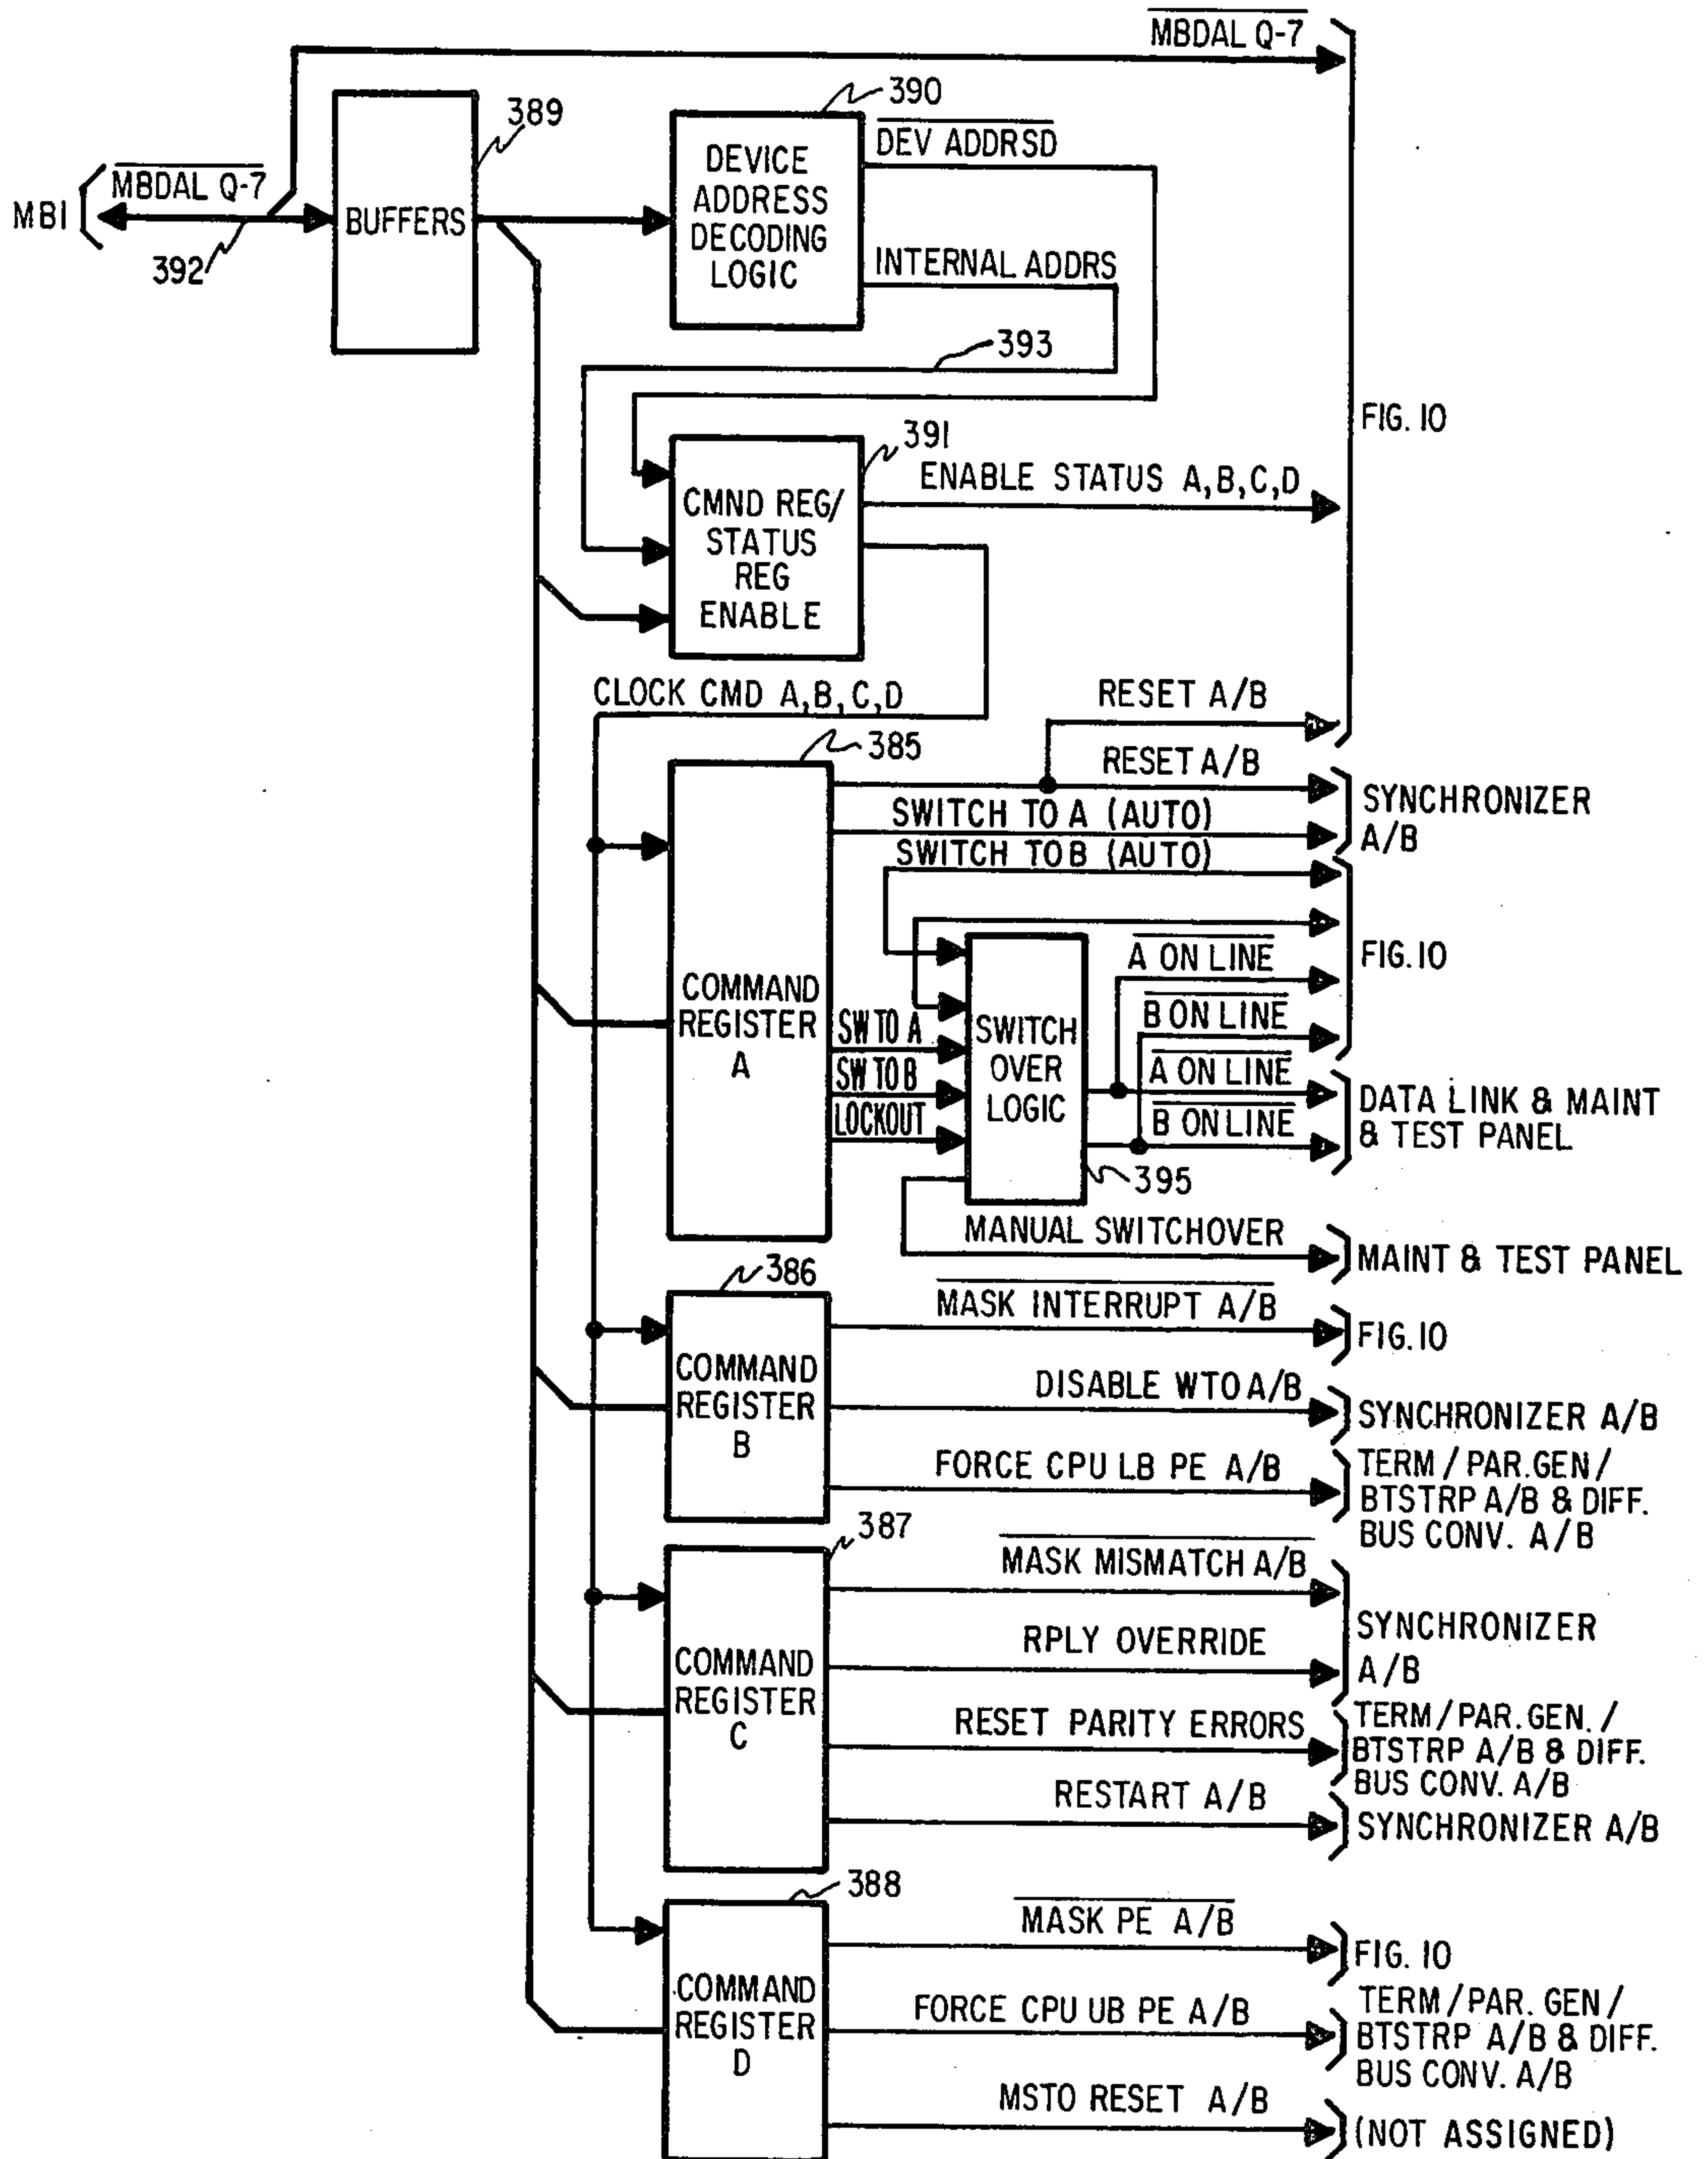 MBDAL Q-7
389
390
DEV ADDRSD
DEVICE
ADDRESS
DECODING
LOGIC
MBI
MBDAL Q-7
BUFFERS
392
INTERNAL ADDRS
393
FIG. 10
391
ENABLE STATUS A,B,C,D
CMND REG/
STATUS
REG
ENABLE
CLOCK CMD A,B,C,D
RESET A/B
385
RESET A/B
SYNCHRONIZER
A/B
SWITCH TO A (AUTO)
SWITCH TO B (AUTO)
FIG. 10
A ON LINE
COMMAND
REGISTER
A
B ON LINE
SW TO A
SW TO B
LOCKOUT
SWITCH
OVER
LOGIC
A ON LINE
B ON LINE
DATA LINK & MAINT
& TEST PANEL
395
MANUAL SWITCHOVER
MAINT & TEST PANEL
386
MASK INTERRUPT A/B
FIG. 10
COMMAND
REGISTER
B
DISABLE WTO A/B
SYNCHRONIZER A/B
FORCE CPU LB PE A/B
TERM / PAR.GEN /
BTSTRP A/B & DIFF.
BUS CONV. A/B
387
MASK MISMATCH A/B
SYNCHRONIZER
A/B
RPLY OVERRIDE
COMMAND
REGISTER
C
RESET PARITY ERRORS
TERM/PAR.GEN. /
BTSTRP A/B & DIFF.
BUS CONV. A/B
RESTART A/B
SYNCHRONIZER A/B
388
MASK PE A/B
FIG. 10
COMMAND
REGISTER
D
FORCE CPU UB PE A/B
TERM/PAR. GEN /
BTSTRP A/B & DIFF.
BUS CONV. A/B
MSTO RESET A/B
(NOT ASSIGNED)